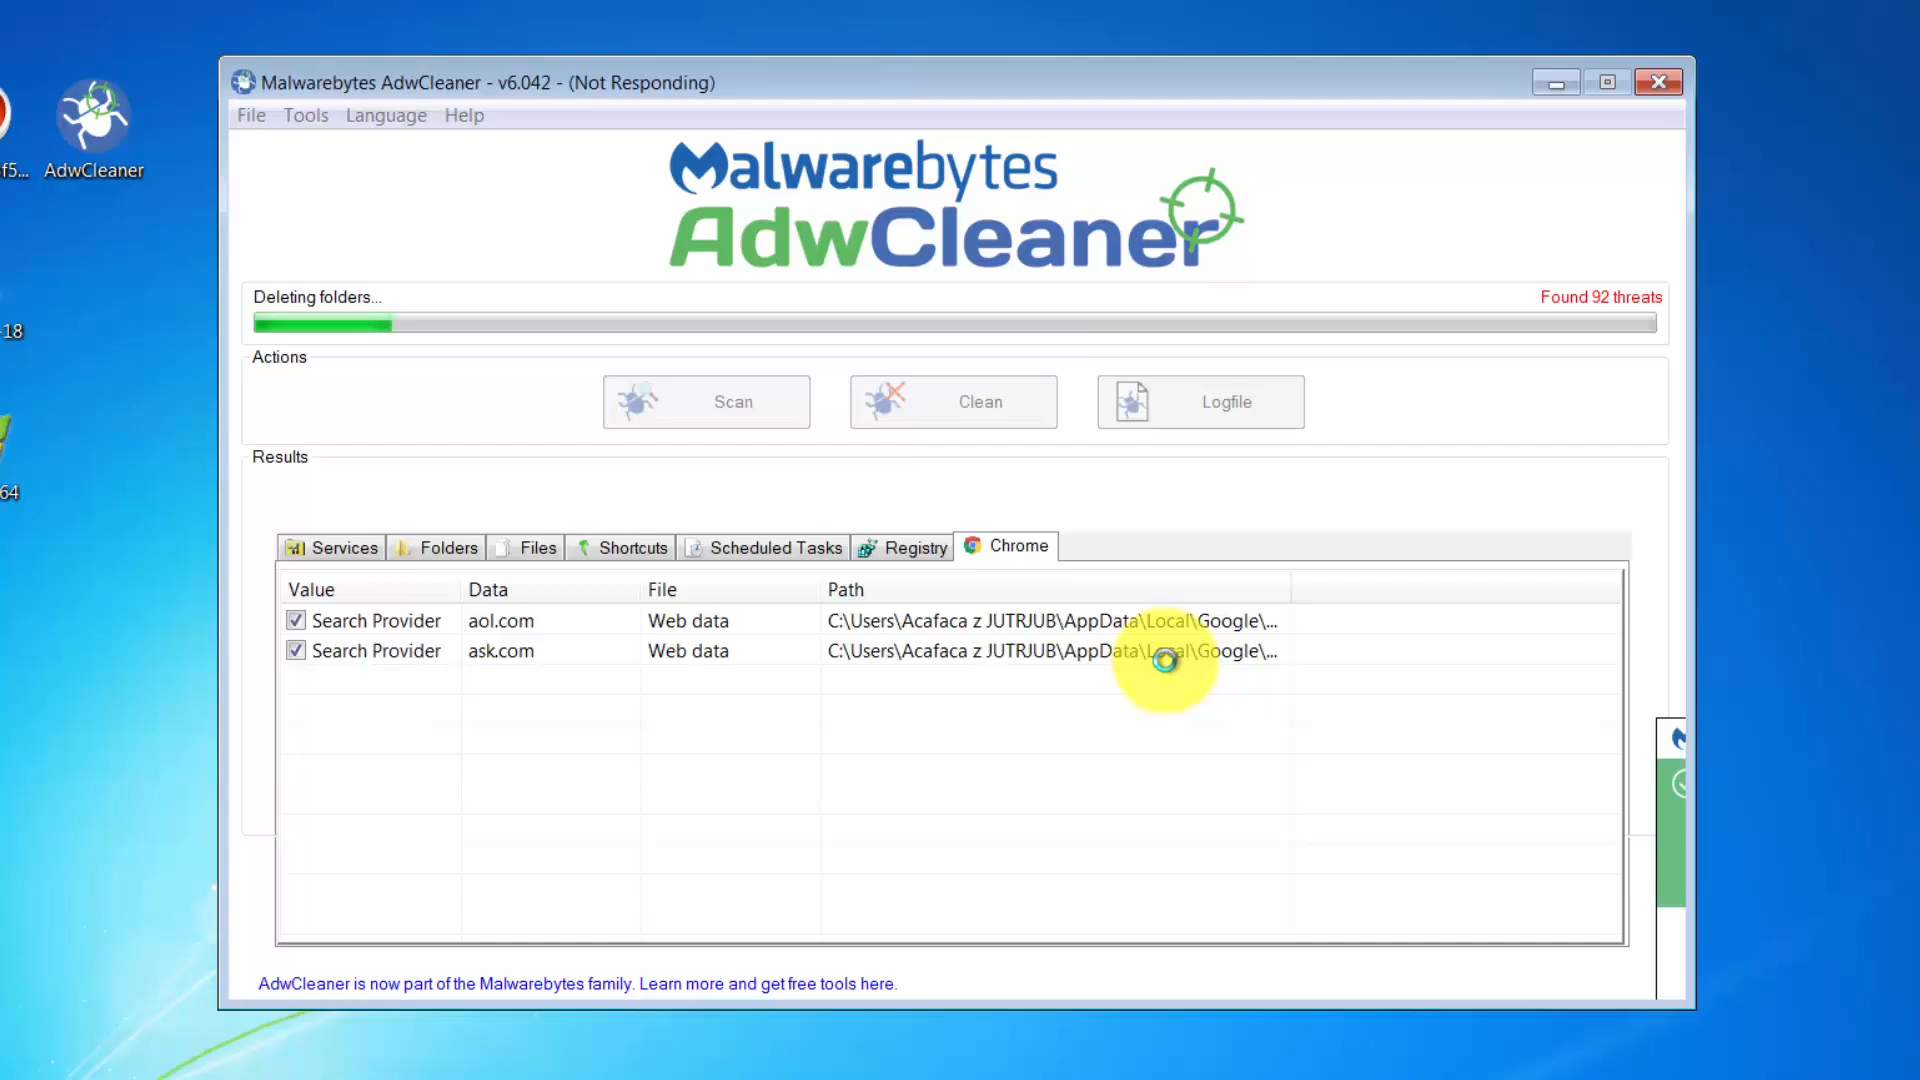 Malwarebytes AdwCleaner - v6.042 - (Not Responding)
File Tools Language Help
Malwarebytes
AdwCleaner
f5... AdwCleaner
Deleting folders... Found 92 threats
-18
Actions
Scan Clean Logfile
Results
64
Services Folders Files Shortcuts Scheduled Tasks Registry Chrome
Value Data File Path
Search Provider aol.com Web data C:\Users\Acafaca z JUTRJUB\AppData\Local\Google\...
Search Provider ask.com Web data C:\Users\Acafaca z JUTRJUB\AppData\Local\Google\...
AdwCleaner is now part of the Malwarebytes family. Learn more and get free tools here.